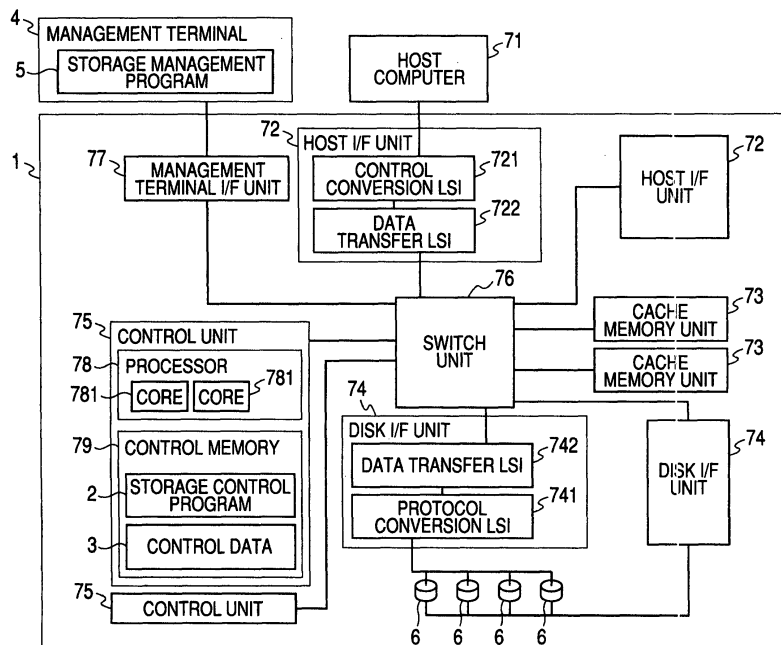 4
MANAGEMENT TERMINAL
5
STORAGE MANAGEMENT
PROGRAM
71
HOST
COMPUTER
1
77
MANAGEMENT
TERMINAL I/F UNIT
72
HOST I/F UNIT
721
CONTROL
CONVERSION LSI
722
DATA
TRANSFER LSI
72
HOST I/F
UNIT
76
SWITCH
UNIT
73
CACHE
MEMORY UNIT
73
CACHE
MEMORY UNIT
75
CONTROL UNIT
78
PROCESSOR
781
CORE
CORE
781
79
CONTROL MEMORY
2
STORAGE CONTROL
PROGRAM
3
CONTROL DATA
75
CONTROL UNIT
74
DISK I/F UNIT
742
DATA TRANSFER LSI
741
PROTOCOL
CONVERSION LSI
74
DISK I/F
UNIT
6
6
6
6